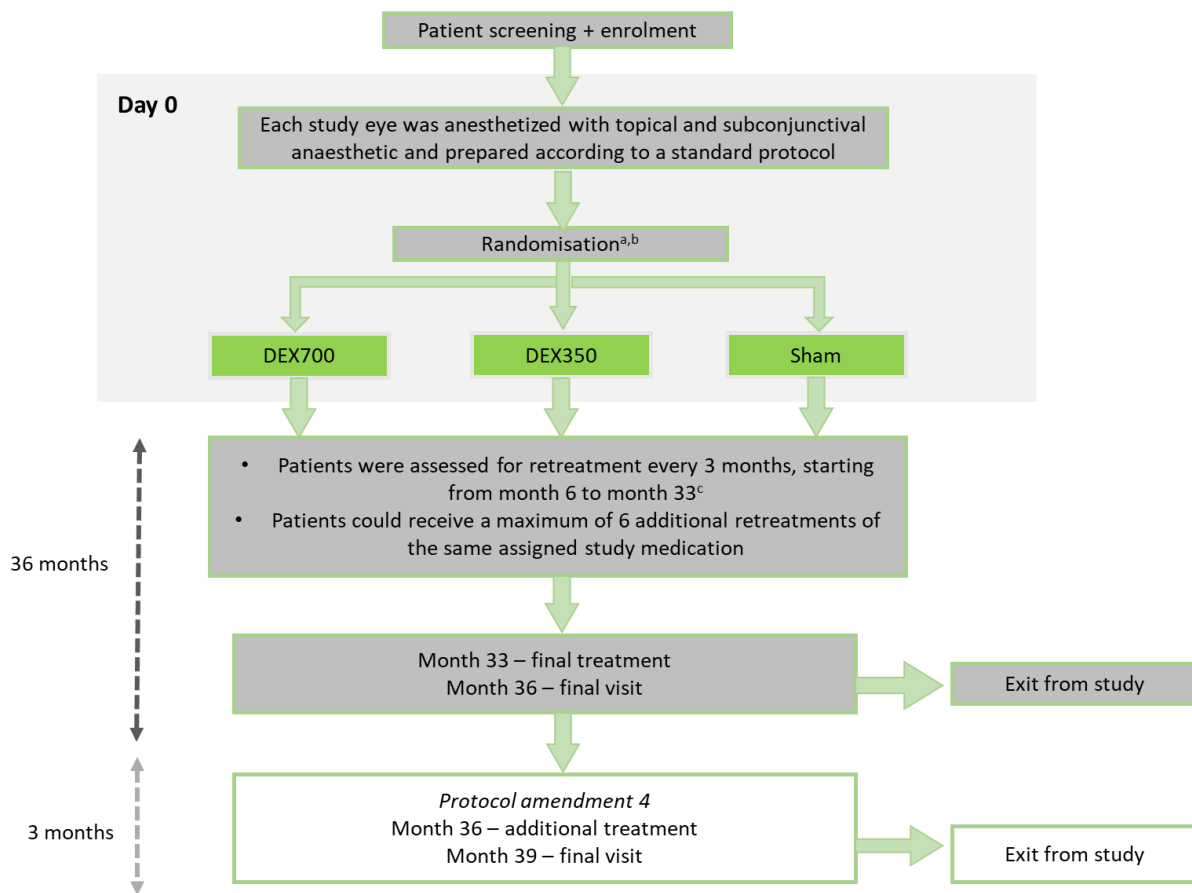 Patient screening + enrolment
Day 0
Each study eye was anesthetized with topical and subconjunctival
anaesthetic and prepared according to a standard protocol
Randomisationᵃ,ᵇ
DEX700
DEX350
Sham
• Patients were assessed for retreatment every 3 months, starting
from month 6 to month 33ᶜ
• Patients could receive a maximum of 6 additional retreatments of
the same assigned study medication
36 months
Month 33 – final treatment
Month 36 – final visit
Exit from study
Protocol amendment 4
Month 36 – additional treatment
Month 39 – final visit
3 months
Exit from study